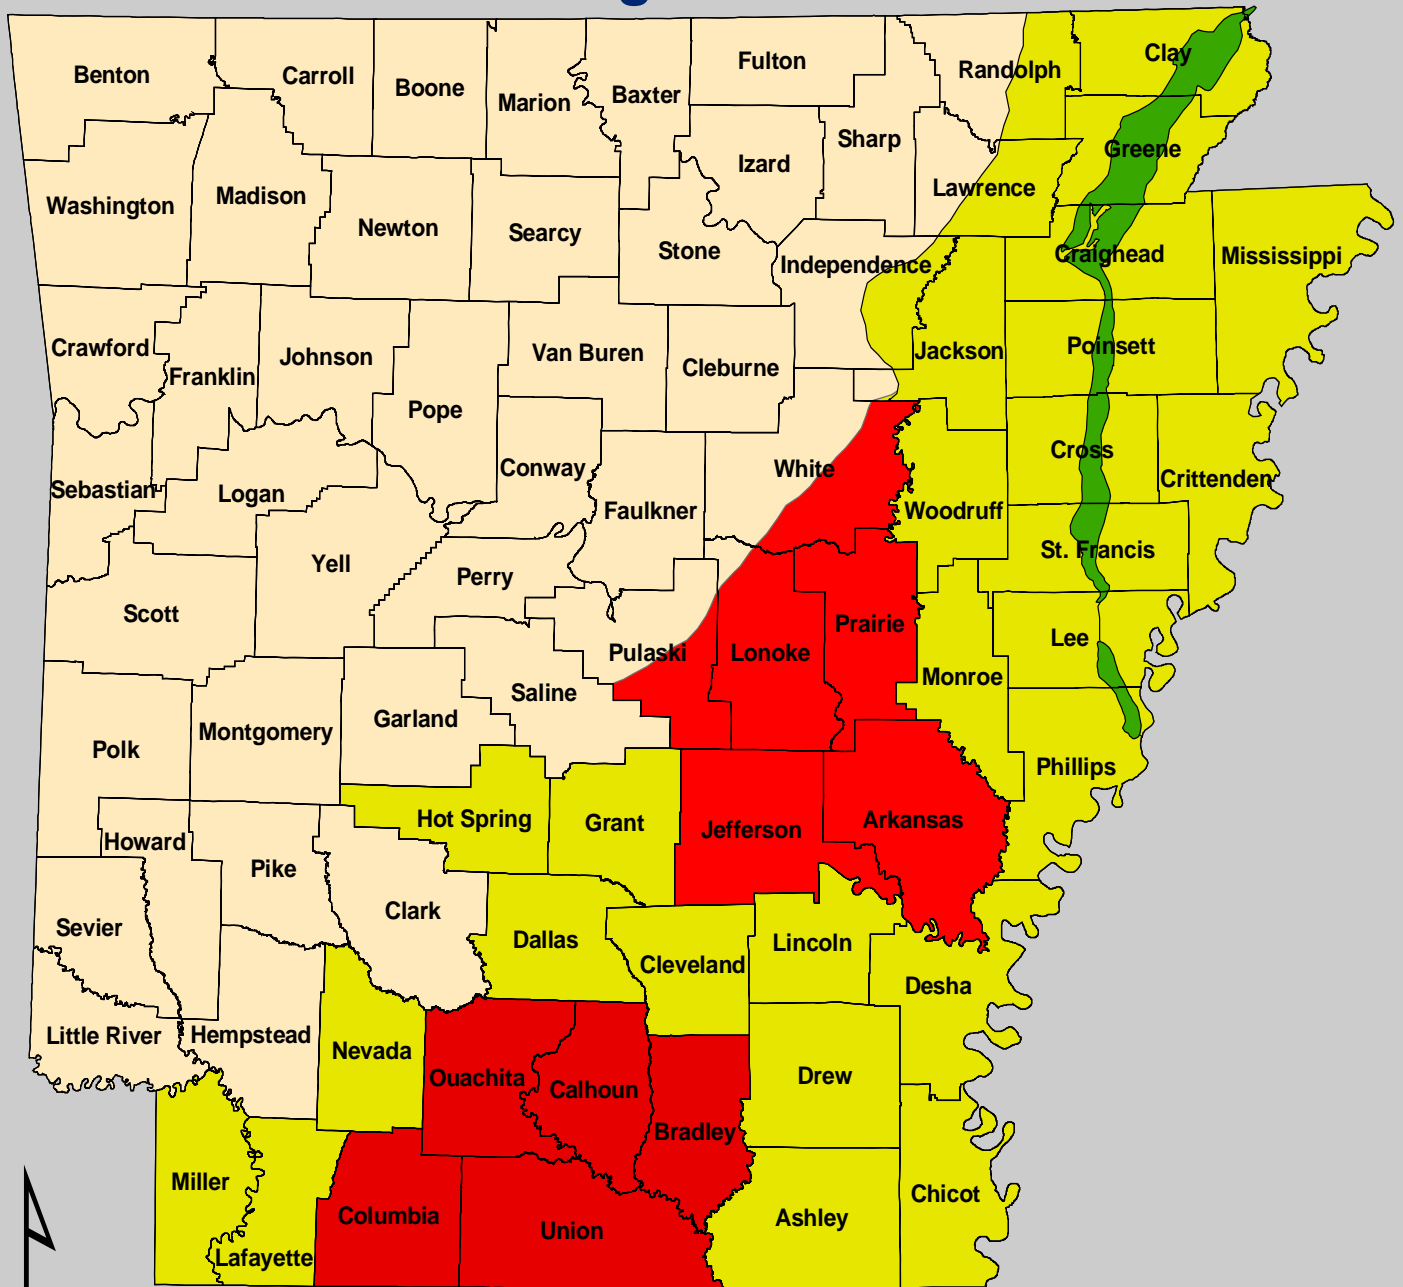 Benton
Carroll
Boone
Marion
Baxter
Fulton
Randolph
Clay
Sharp
Izard
Greene
Lawrence
Washington
Madison
Newton
Searcy
Stone
Independence
Craighead
Mississippi
Crawford
Franklin
Johnson
Pope
Van Buren
Cleburne
Jackson
Poinsett
Sebastian
Logan
Conway
White
Cross
Crittenden
Faulkner
Woodruff
Yell
Perry
St. Francis
Scott
Pulaski
Lonoke
Prairie
Lee
Monroe
Saline
Garland
Montgomery
Polk
Phillips
Howard
Hot Spring
Grant
Jefferson
Arkansas
Pike
Clark
Sevier
Dallas
Cleveland
Lincoln
Desha
Little River
Hempstead
Nevada
Ouachita
Calhoun
Drew
Bradley
Miller
Lafayette
Columbia
Union
Ashley
Chicot